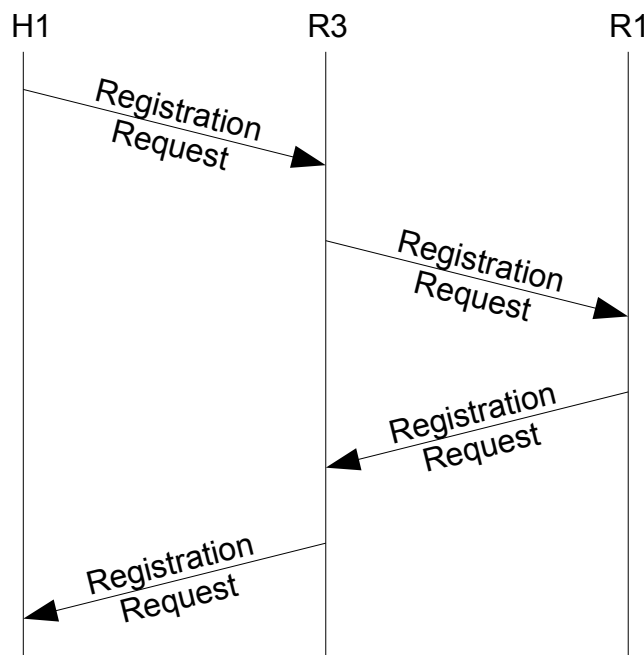 H1 R3 R1
Registration
Request
Registration
Request
Registration
Request
Registration
Request